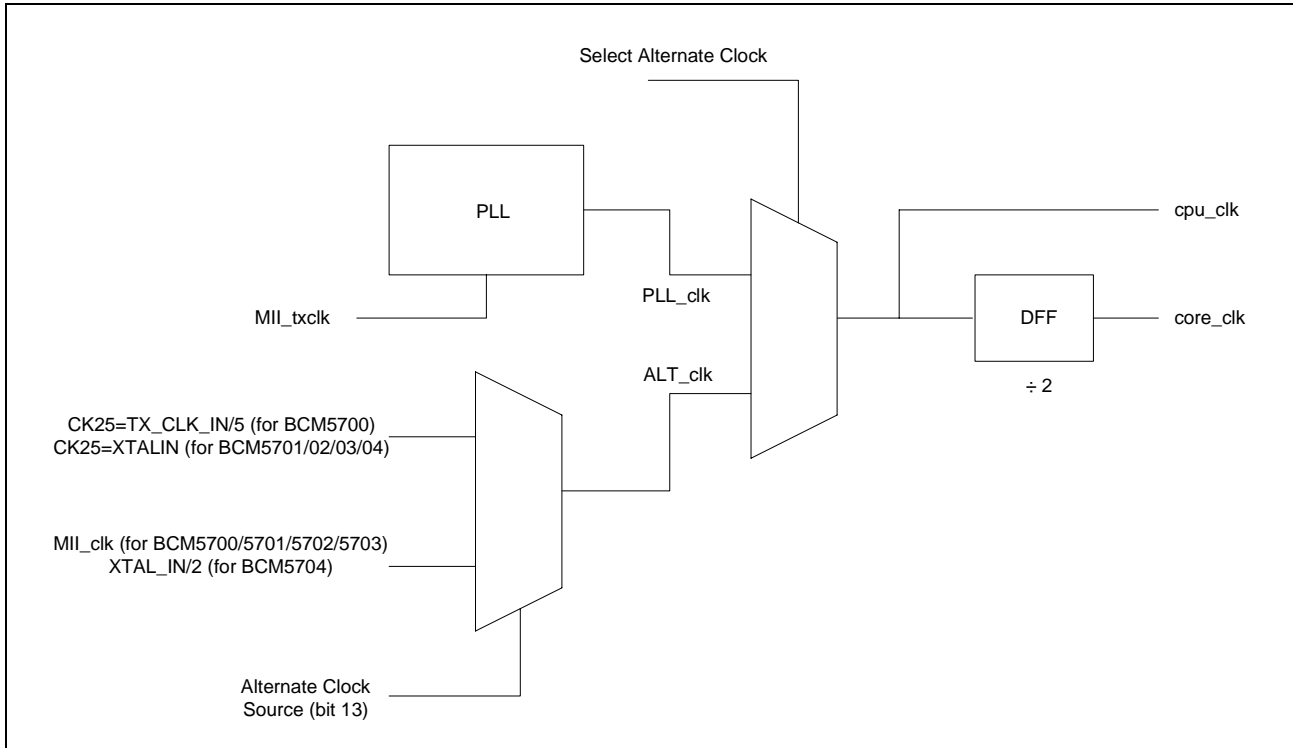 Select Alternate Clock
PLL
cpu_clk
PLL_clk
MII_txclk
DFF
core_clk
÷ 2
ALT_clk
CK25=TX_CLK_IN/5 (for BCM5700)
CK25=XTALIN (for BCM5701/02/03/04)
MII_clk (for BCM5700/5701/5702/5703)
XTAL_IN/2 (for BCM5704)
Alternate Clock
Source (bit 13)